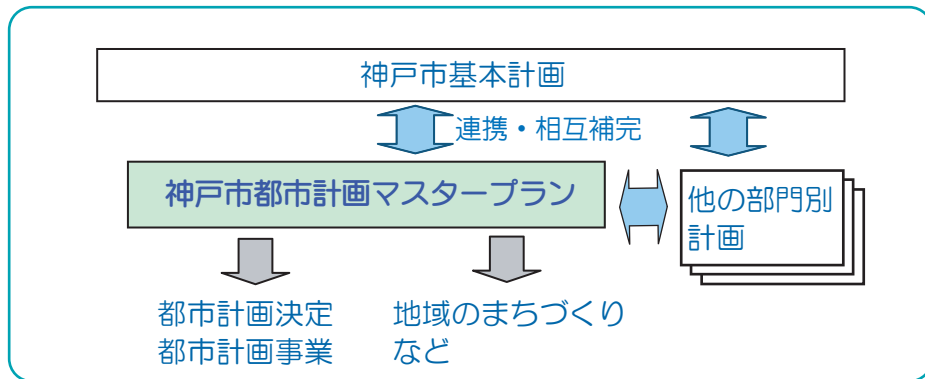 神戸市基本計画
連携・相互補完
神戸市都市計画マスタープラン
他の部門別
計画
都市計画決定
都市計画事業
地域のまちづくり
など